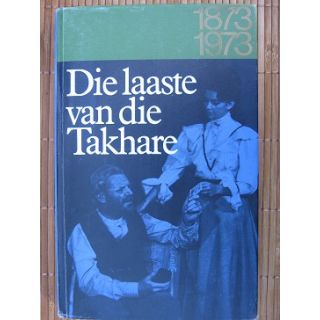 1873
1973
Die laaste
van die
Takhare